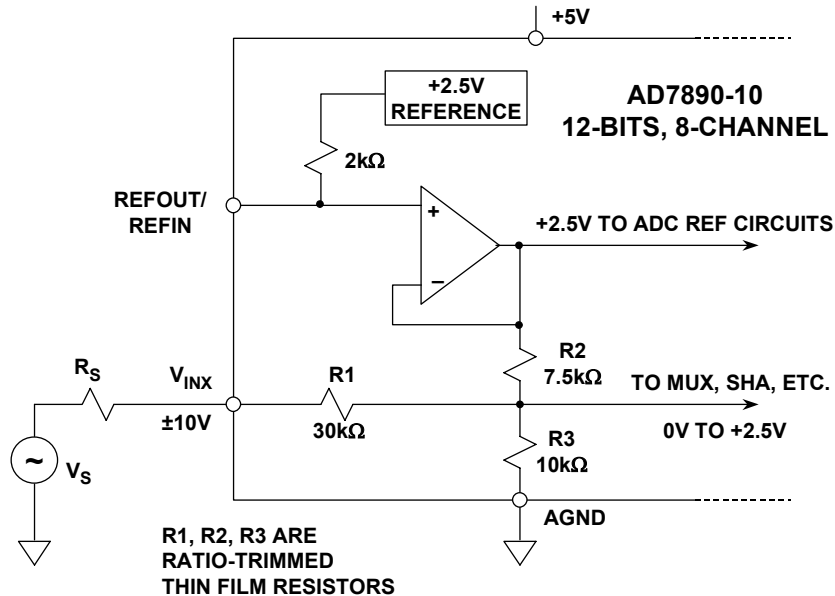 +5V
+2.5V
REFERENCE
AD7890-10
12-BITS, 8-CHANNEL
2kΩ
REFOUT/
REFIN
+
+2.5V TO ADC REF CIRCUITS
–
RS
VINX
R1
R2
7.5kΩ
TO MUX, SHA, ETC.
±10V
30kΩ
R3
10kΩ
0V TO +2.5V
~
VS
AGND
R1, R2, R3 ARE
RATIO-TRIMMED
THIN FILM RESISTORS